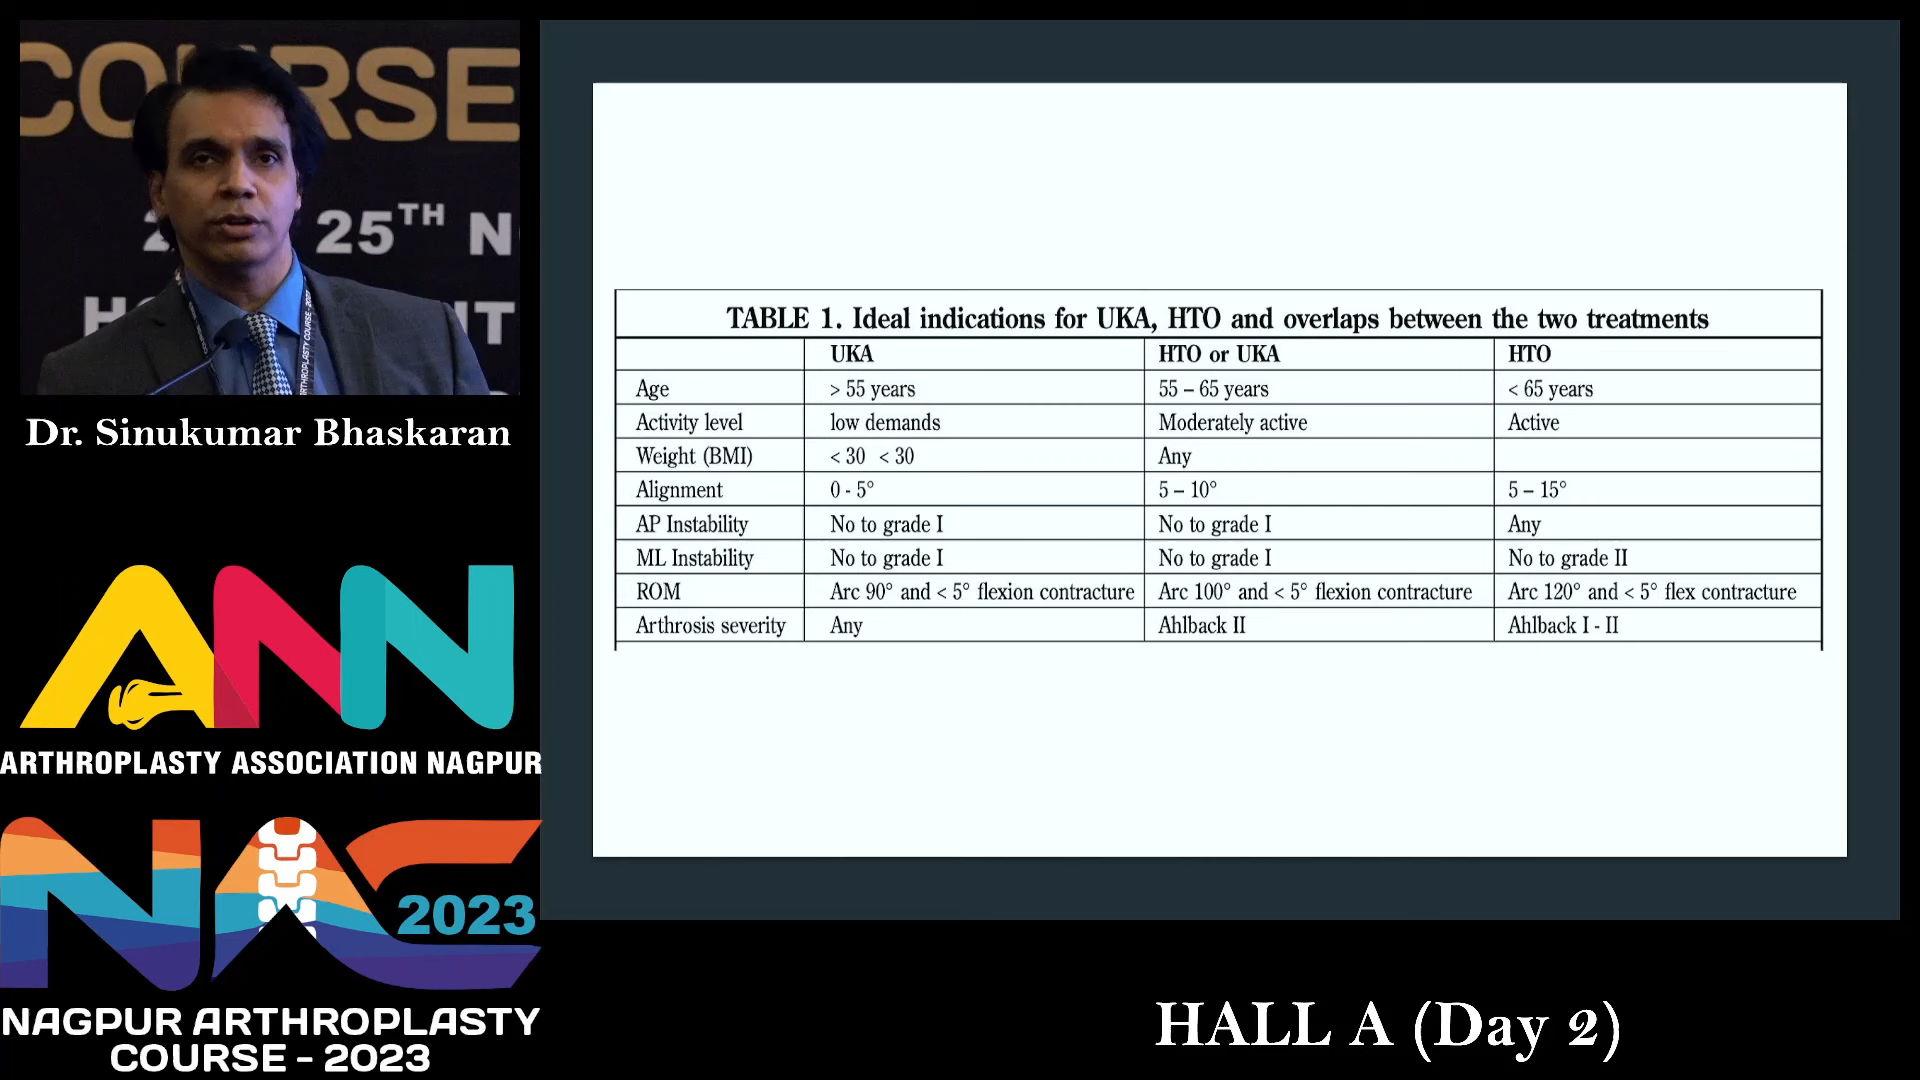 COURSE
25TH N
Dr. Sinukumar Bhaskaran
ANN
ARTHROPLASTY ASSOCIATION NAGPUR
NAC
2023
NAGPUR ARTHROPLASTY
COURSE - 2023
TABLE 1. Ideal indications for UKA, HTO and overlaps between the two treatments
UKA HTO or UKA HTO
Age > 55 years 55 – 65 years < 65 years
Activity level low demands Moderately active Active
Weight (BMI) < 30 < 30 Any
Alignment 0 - 5° 5 – 10° 5 – 15°
AP Instability No to grade I No to grade I Any
ML Instability No to grade I No to grade I No to grade II
ROM Arc 90° and < 5° flexion contracture Arc 100° and < 5° flexion contracture Arc 120° and < 5° flex contracture
Arthrosis severity Any Ahlback II Ahlback I - II
HALL A (Day 2)